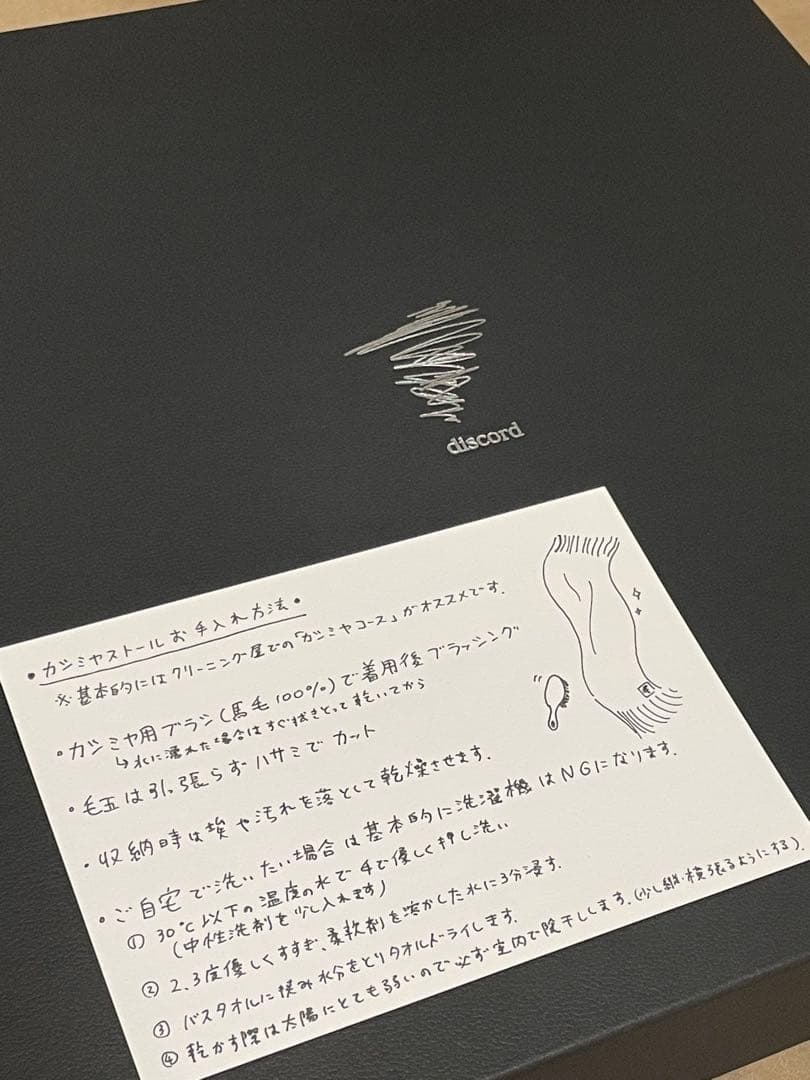 discord
• カシミヤストールお手入れ方法 •
※基本的にはクリーニング屋での「カシミヤコース」がオススメです.
・カシミヤ用ブラシ(馬毛100%)で着用後ブラッシング
↳水に濡れた場合はすぐ拭きとって乾いてから
・毛玉は引っ張らずハサミでカット
・収納時は埃や汚れを落として乾燥させます.
・ご自宅で洗いたい場合は基本的に洗濯機はNGになります.
① 30℃以下の温度の水で手で優しく押し洗い
(中性洗剤を少し入れます)
② 2、3度優しくすすぎ、柔軟剤を溶かした水に3分浸す.
③ バスタオルに挟み水分をとりタオルドライします.
④ 乾かす際は太陽にとても弱いので必ず室内で陰干しします.(少し縦・横張るようにする).